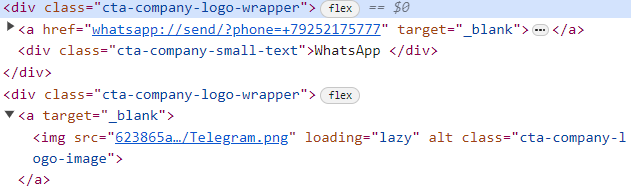 <div class="cta-company-logo-wrapper"> flex == $0
<a href="whatsapp://send/?phone=+79252175777" target="_blank"> … </a>
<div class="cta-company-small-text">WhatsApp </div>
</div>
<div class="cta-company-logo-wrapper"> flex
<a target="_blank">
<img src="623865a…/Telegram.png" loading="lazy" alt class="cta-company-l
ogo-image">
</a>